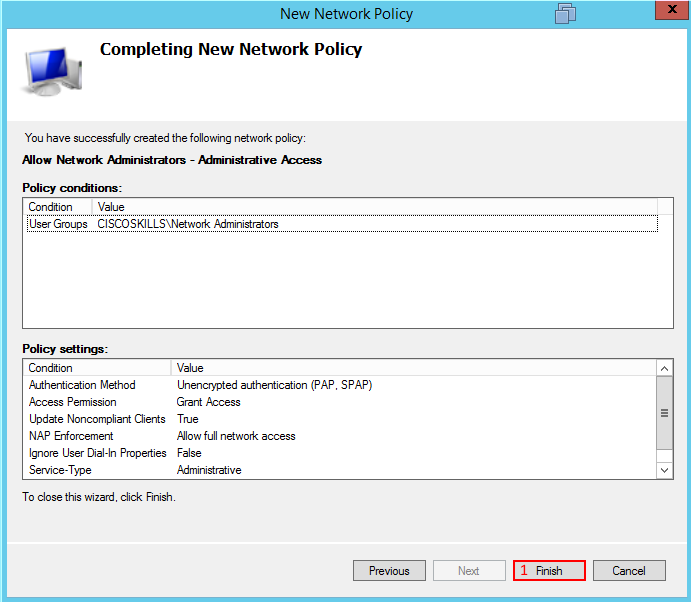 New Network Policy
x
Completing New Network Policy
You have successfully created the following network policy:
Allow Network Administrators - Administrative Access
Policy conditions:
Condition Value
User Groups CISCOSKILLS\Network Administrators
Policy settings:
Condition Value
Authentication Method Unencrypted authentication (PAP, SPAP)
Access Permission Grant Access
Update Noncompliant Clients True
NAP Enforcement Allow full network access
Ignore User Dial-In Properties False
Service-Type Administrative
To close this wizard, click Finish.
Previous Next 1 Finish Cancel